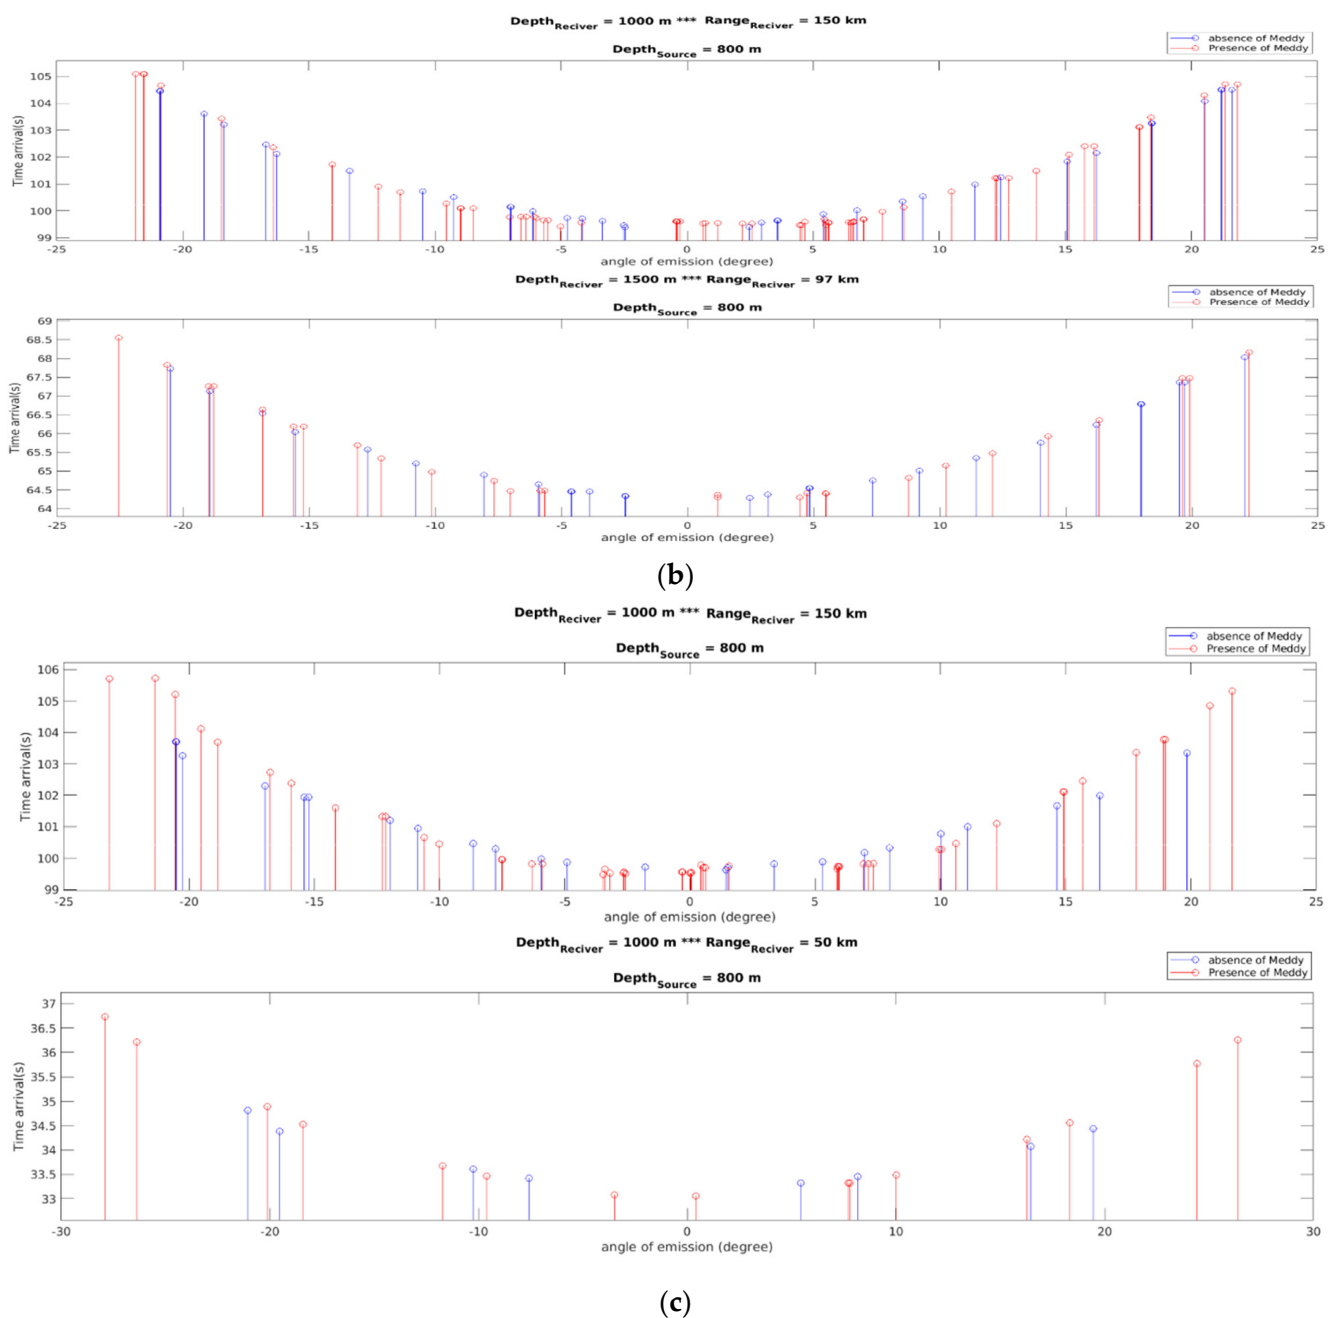 Depth_Reciver = 1000 m *** Range_Reciver = 150 km
Depth_Source = 800 m
absence of Meddy
Presence of Meddy
Time arrival(s)
105
104
103
102
101
100
99
-25 -20 -15 -10 -5 0 5 10 15 20 25
angle of emission (degree)
Depth_Reciver = 1500 m *** Range_Reciver = 97 km
Depth_Source = 800 m
absence of Meddy
Presence of Meddy
Time arrival(s)
69
68.5
68
67.5
67
66.5
66
65.5
65
64.5
64
-25 -20 -15 -10 -5 0 5 10 15 20 25
angle of emission (degree)
(b)
Depth_Reciver = 1000 m *** Range_Reciver = 150 km
Depth_Source = 800 m
absence of Meddy
Presence of Meddy
Time arrival(s)
106
105
104
103
102
101
100
99
-25 -20 -15 -10 -5 0 5 10 15 20 25
angle of emission (degree)
Depth_Reciver = 1000 m *** Range_Reciver = 50 km
Depth_Source = 800 m
absence of Meddy
Presence of Meddy
Time arrival(s)
37
36.5
36
35.5
35
34.5
34
33.5
33
-30 -20 -10 0 10 20 30
angle of emission (degree)
(c)